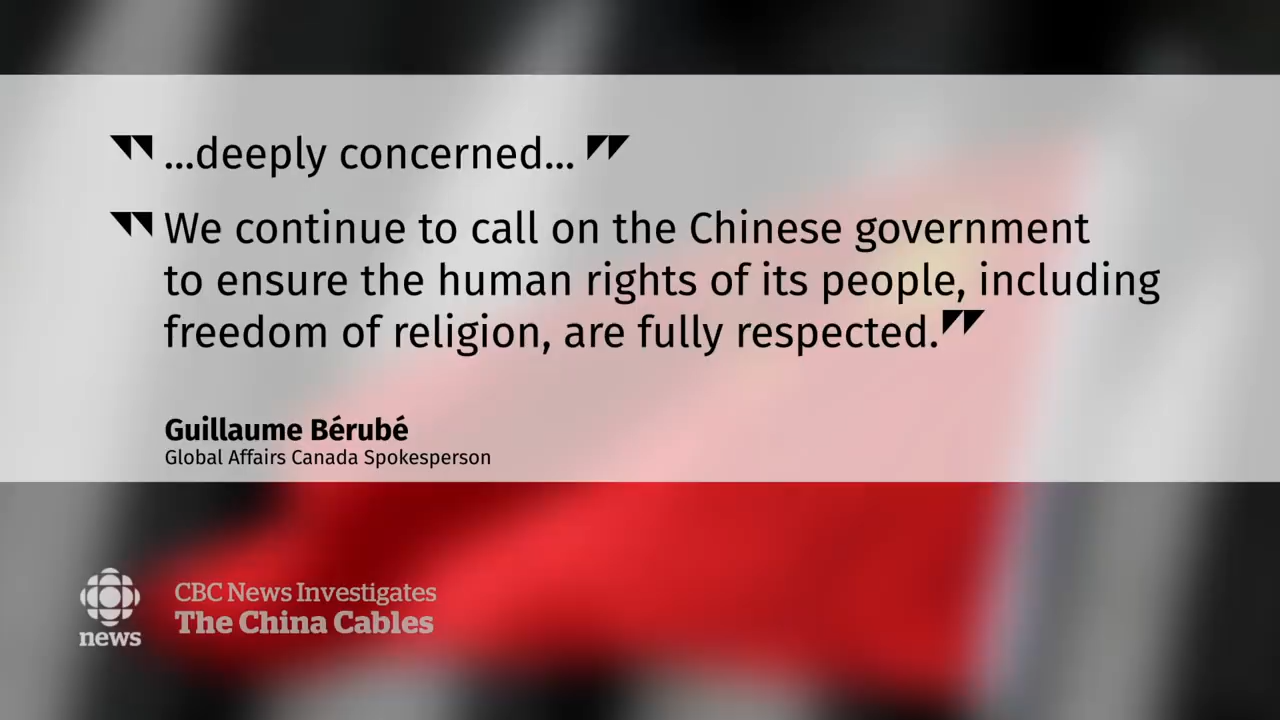 "...deeply concerned..."
"We continue to call on the Chinese government
to ensure the human rights of its people, including
freedom of religion, are fully respected."
Guillaume Bérubé
Global Affairs Canada Spokesperson
CBC News Investigates
The China Cables
news